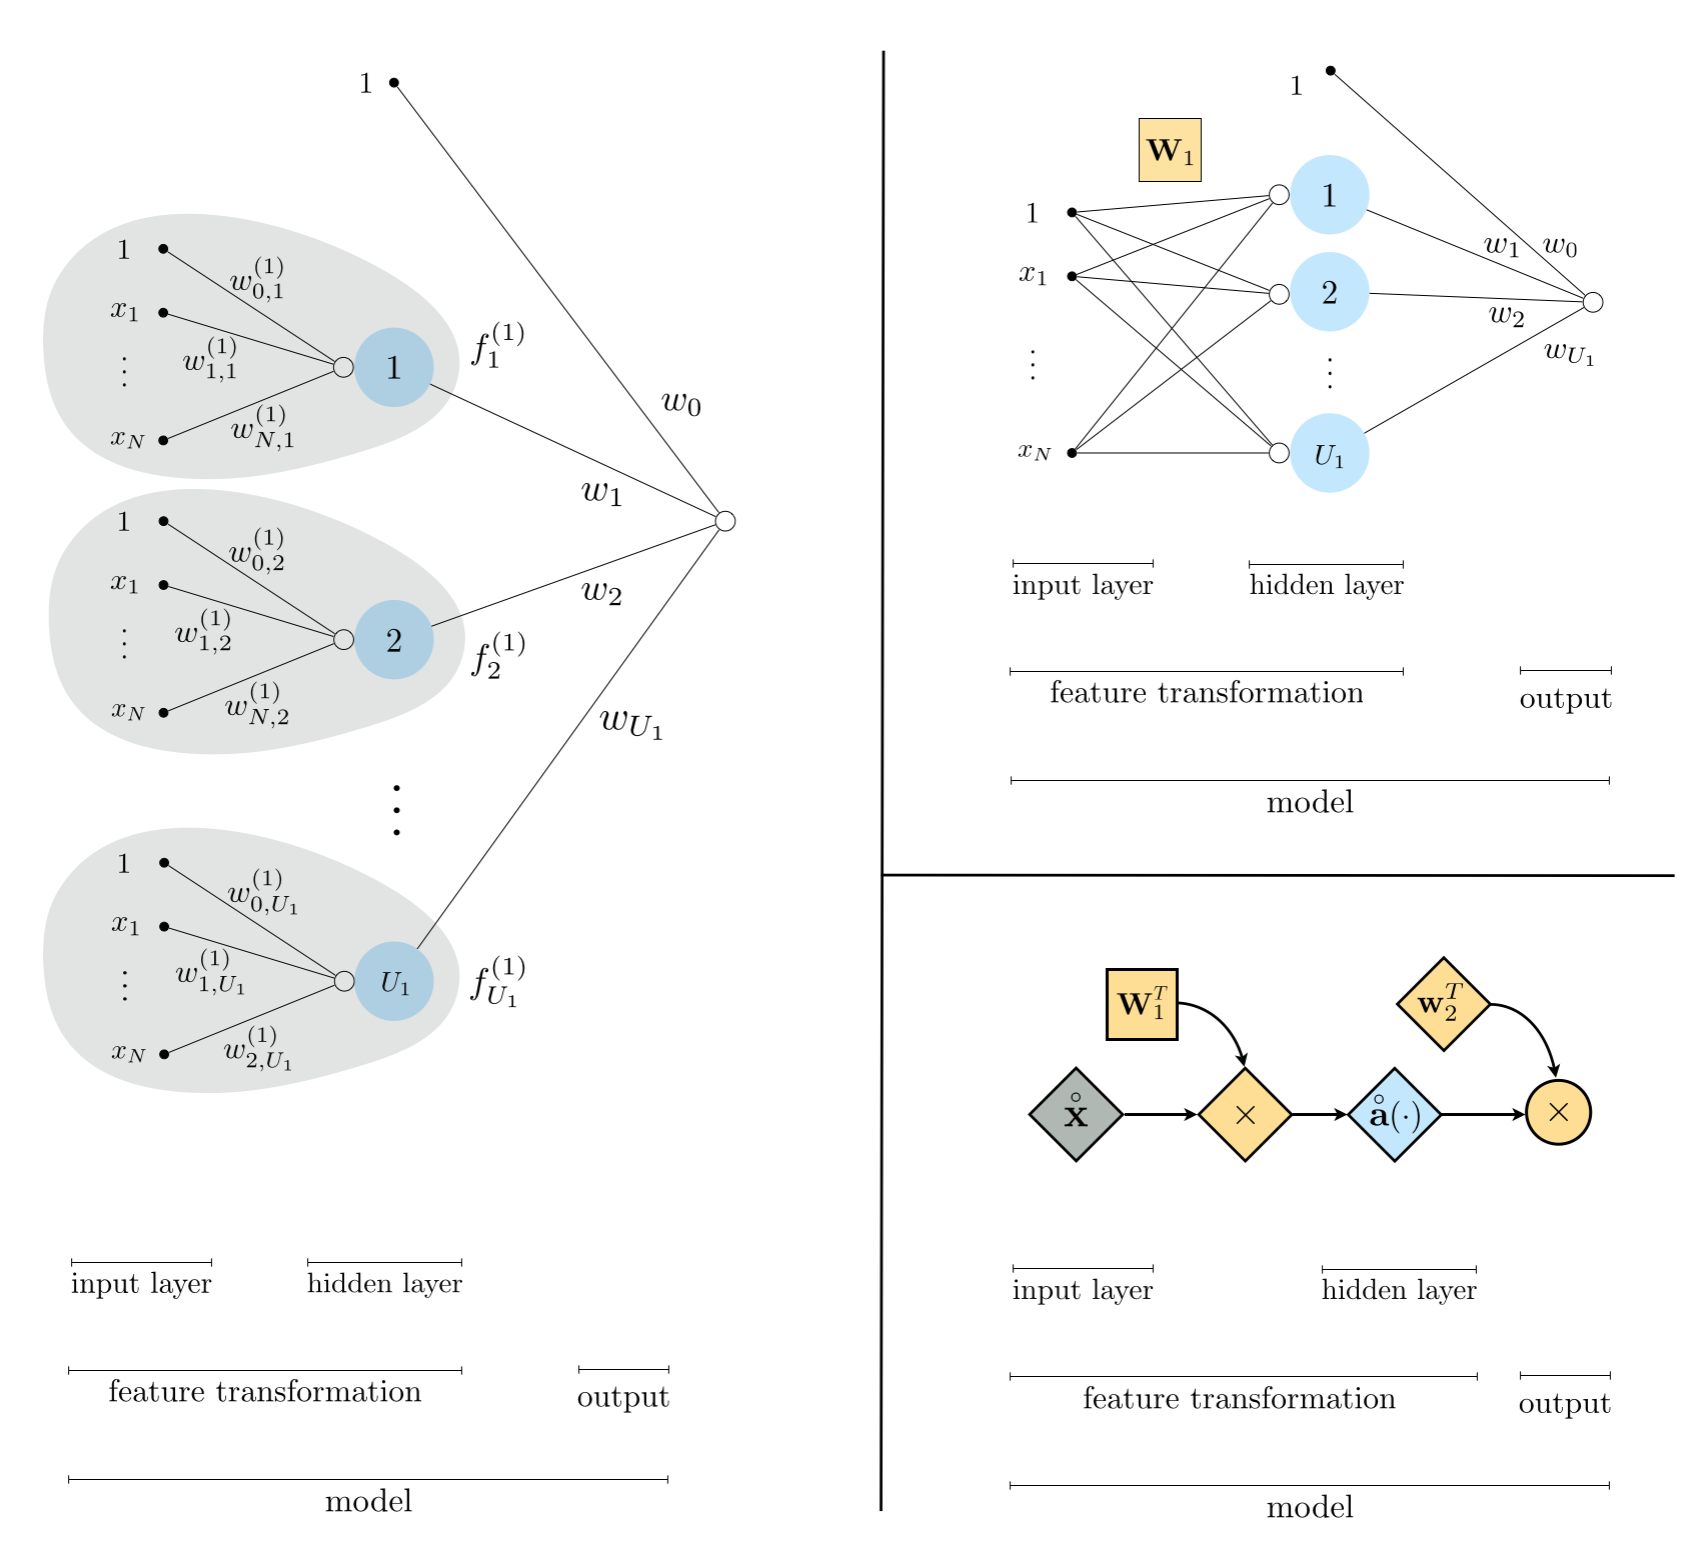 1
1
w_{0,1}^{(1)}
x_1
w_{1,1}^{(1)}
⋮
x_N
w_{N,1}^{(1)}
1
f_1^{(1)}
w_0
w_1
1
w_{0,2}^{(1)}
x_1
w_{1,2}^{(1)}
⋮
x_N
w_{N,2}^{(1)}
2
f_2^{(1)}
w_2
w_{U_1}
⋮
1
w_{0,U_1}^{(1)}
x_1
w_{1,U_1}^{(1)}
⋮
x_N
w_{2,U_1}^{(1)}
U_1
f_{U_1}^{(1)}
input layer
hidden layer
feature transformation
output
model
1
W_1
1
x_1
⋮
x_N
1
2
⋮
U_1
w_1
w_0
w_2
w_{U_1}
input layer
hidden layer
feature transformation
output
model
W_1^T
w_2^T
x̊
×
å(·)
×
input layer
hidden layer
feature transformation
output
model